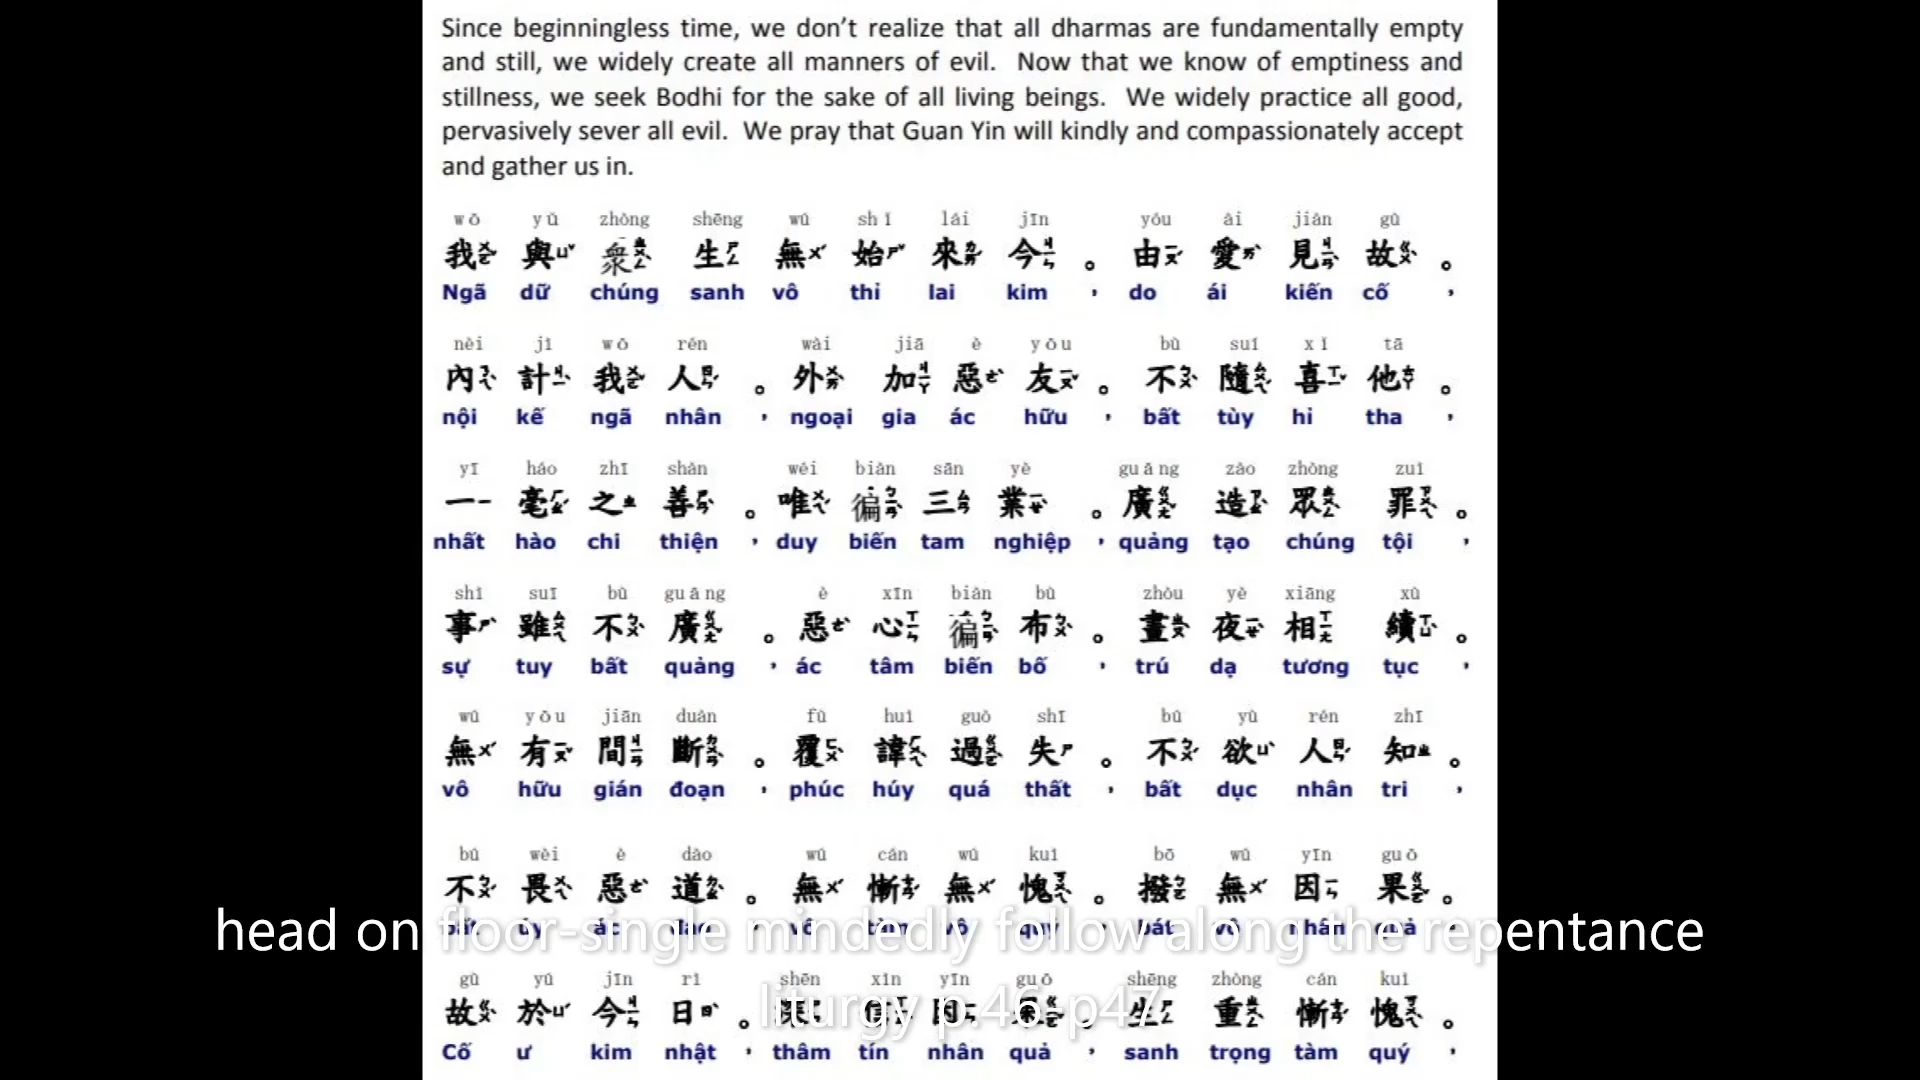 Since beginningless time, we don’t realize that all dharmas are fundamentally empty
and still, we widely create all manners of evil.  Now that we know of emptiness and
stillness, we seek Bodhi for the sake of all living beings.  We widely practice all good,
pervasively sever all evil.  We pray that Guan Yin will kindly and compassionately accept
and gather us in.
wǒ yǔ zhòng shēng wú shǐ lái jīn yóu ài jiàn gù
我與眾生無始來今。由愛見故。
Ngã dữ chúng sanh vô thỉ lai kim , do ái kiến cố ,
nèi jì wǒ rén wài jiā è yǒu bù suí xǐ tā
內計我人。外加惡友。不隨喜他。
nội kế ngã nhân , ngoại gia ác hữu , bất tùy hỉ tha ,
yī háo zhī shàn wéi biàn sān yè guǎng zào zhòng zuì
一毫之善。唯徧三業。廣造眾罪。
nhất hào chi thiện , duy biến tam nghiệp , quảng tạo chúng tội ,
shì suī bù guǎng è xīn biàn bù zhòu yè xiāng xù
事雖不廣。惡心徧布。晝夜相續。
sự tuy bất quảng , ác tâm biến bố , trú dạ tương tục ,
wú yǒu jiān duàn fù huì guò shī bú yù rén zhī
無有間斷。覆諱過失。不欲人知。
vô hữu gián đoạn , phúc húy quá thất , bất dục nhân tri ,
bú wèi è dào wú cán wú kuì bō wú yīn guǒ
不畏惡道。無慚無愧。撥無因果。
head on floor-single mindedly follow along the repentance
gù yú jīn rì shēn xìn yīn guǒ shēng zhòng cán kuì
故於今日。深信因果。生重慚愧。
liturgy p.46-p47
Cố ư kim nhật , thâm tín nhân quả , sanh trọng tàm quý ,